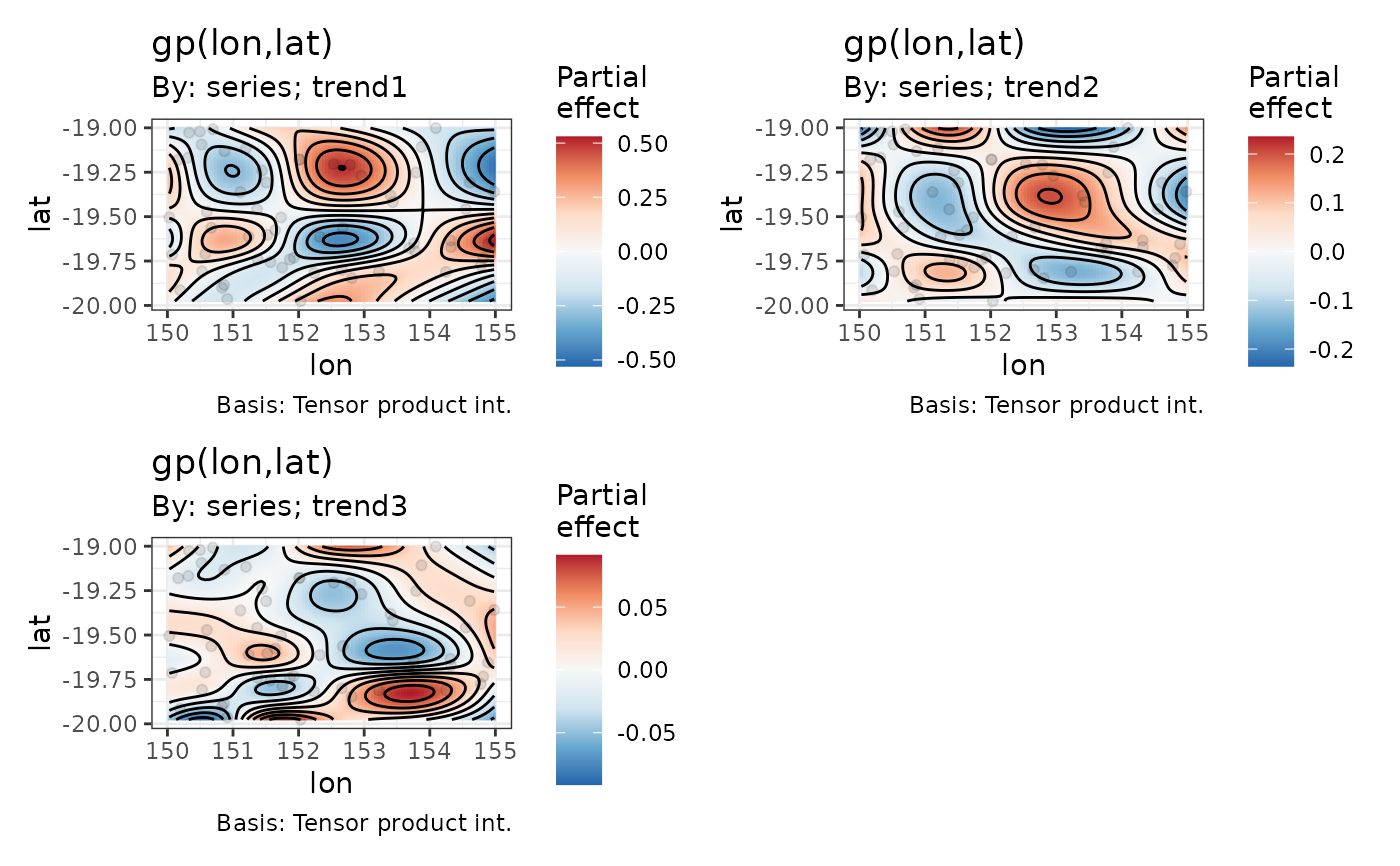 gp(lon,lat)
By: series; trend1
Partial
effect
0.50
0.25
0.00
-0.25
-0.50
-19.00
-19.25
-19.50
-19.75
-20.00
lat
150 151 152 153 154 155
lon
Basis: Tensor product int.
gp(lon,lat)
By: series; trend2
Partial
effect
0.2
0.1
0.0
-0.1
-0.2
-19.00
-19.25
-19.50
-19.75
-20.00
lat
150 151 152 153 154 155
lon
Basis: Tensor product int.
gp(lon,lat)
By: series; trend3
Partial
effect
0.05
0.00
-0.05
-19.00
-19.25
-19.50
-19.75
-20.00
lat
150 151 152 153 154 155
lon
Basis: Tensor product int.